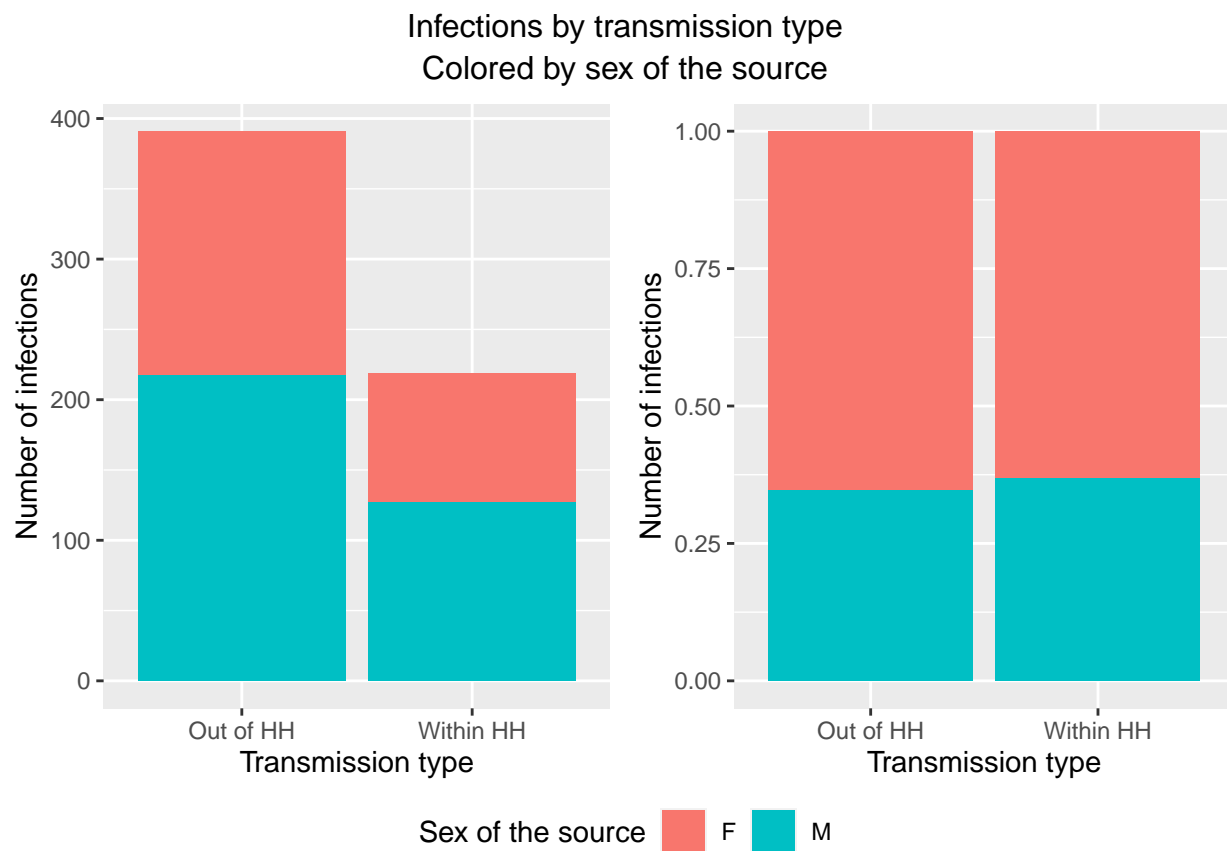 Infections by transmission type
Colored by sex of the source
Number of infections
400
300
200
100
0
Out of HH
Within HH
Transmission type
Number of infections
1.00
0.75
0.50
0.25
0.00
Out of HH
Within HH
Transmission type
Sex of the source F M